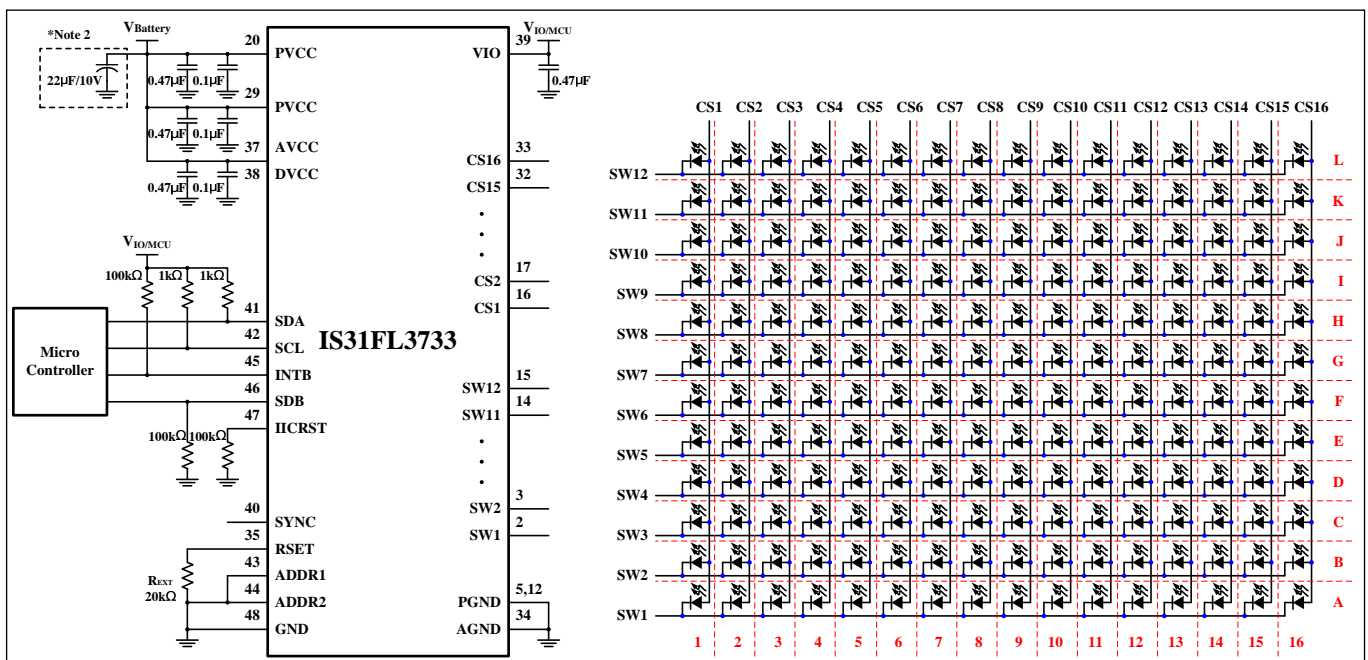 *Note 2
VBattery
22µF/10V
0.47µF 0.1µF
0.47µF 0.1µF
0.47µF 0.1µF
20 PVCC
29 PVCC
37 AVCC
38 DVCC
VIO/MCU
100kΩ 1kΩ 1kΩ
Micro
Controller
41 SDA
42 SCL
45 INTB
46 SDB
47 IICRST
100kΩ 100kΩ
40 SYNC
35 RSET
43 ADDR1
44 ADDR2
48 GND
REXT
20kΩ
IS31FL3733
VIO/MCU
VIO 39
0.47µF
CS16 33
CS15 32
CS2 17
CS1 16
SW12 15
SW11 14
SW2 3
SW1 2
PGND 5,12
AGND 34
CS1 CS2 CS3 CS4 CS5 CS6 CS7 CS8 CS9 CS10 CS11 CS12 CS13 CS14 CS15 CS16
SW12 L
SW11 K
SW10 J
SW9 I
SW8 H
SW7 G
SW6 F
SW5 E
SW4 D
SW3 C
SW2 B
SW1 A
1 2 3 4 5 6 7 8 9 10 11 12 13 14 15 16